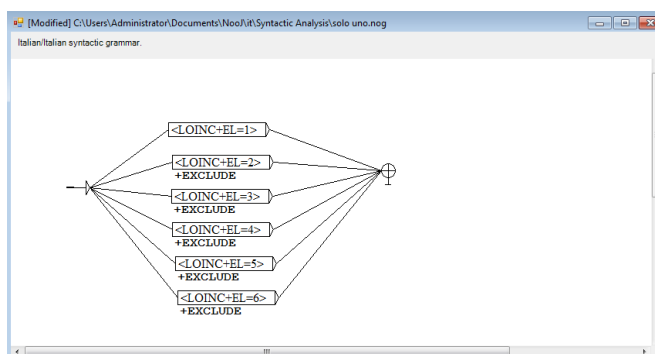 [Modified] C:\Users\Administrator\Documents\NooJ\it\Syntactic Analysis\solo uno.nog
Italian/Italian syntactic grammar.
<LOINC+EL=1>
<LOINC+EL=2>
+EXCLUDE
<LOINC+EL=3>
+EXCLUDE
<LOINC+EL=4>
+EXCLUDE
<LOINC+EL=5>
+EXCLUDE
<LOINC+EL=6>
+EXCLUDE